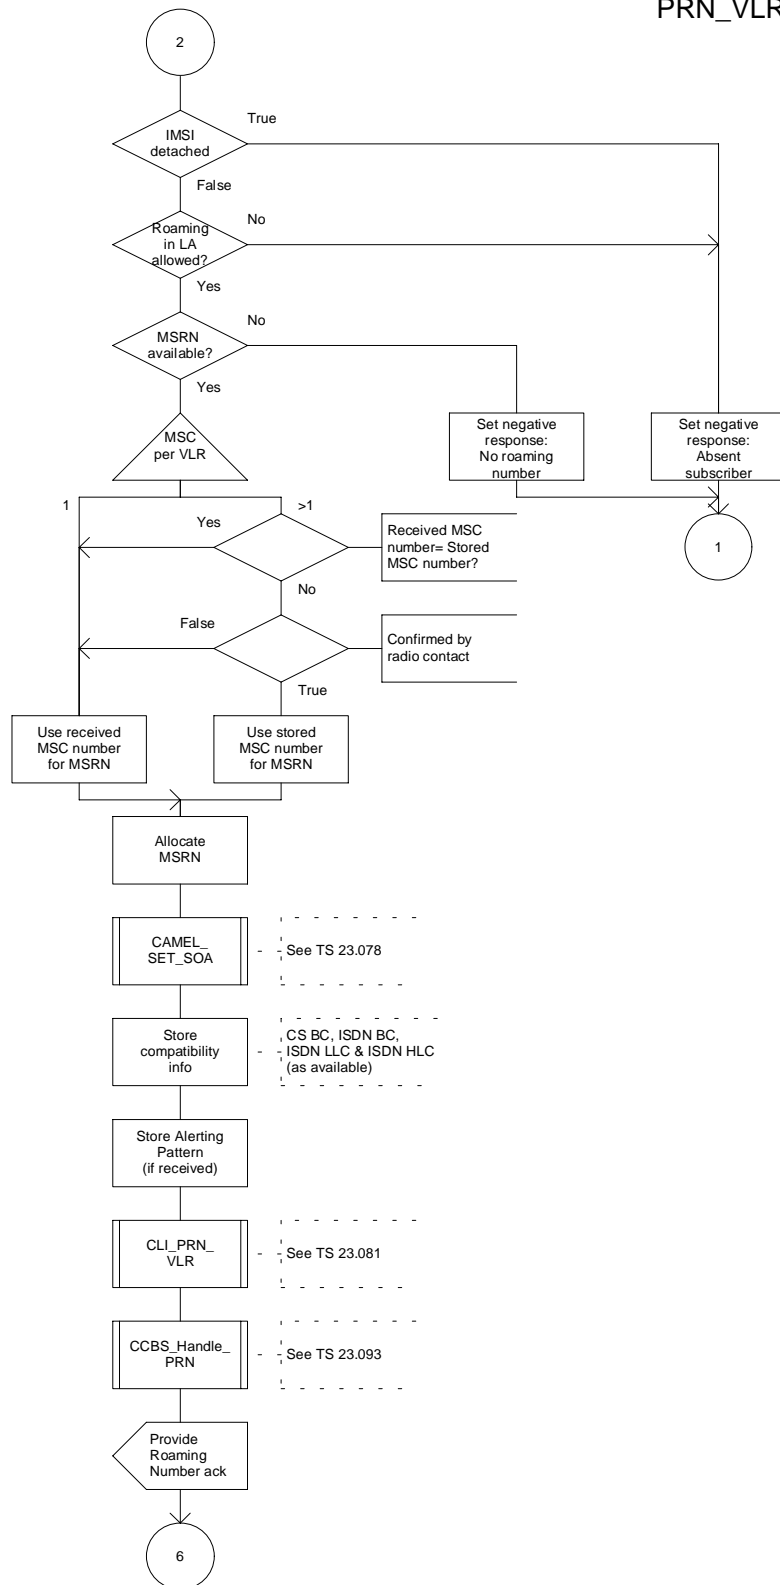 PRN_VLR
2
IMSI
detached
True
False
Roaming
in LA
allowed?
No
Yes
MSRN
available?
No
Yes
MSC
per VLR
Set negative
response:
No roaming
number
Set negative
response:
Absent
subscriber
1
>1
Yes
Received MSC
number= Stored
MSC number?
1
No
False
Confirmed by
radio contact
True
Use received
MSC number
for MSRN
Use stored
MSC number
for MSRN
Allocate
MSRN
CAMEL_
SET_SOA
See TS 23.078
Store
compatibility
info
CS BC, ISDN BC,
ISDN LLC & ISDN HLC
(as available)
Store Alerting
Pattern
(if received)
CLI_PRN_
VLR
See TS 23.081
CCBS_Handle_
PRN
See TS 23.093
Provide
Roaming
Number ack
6